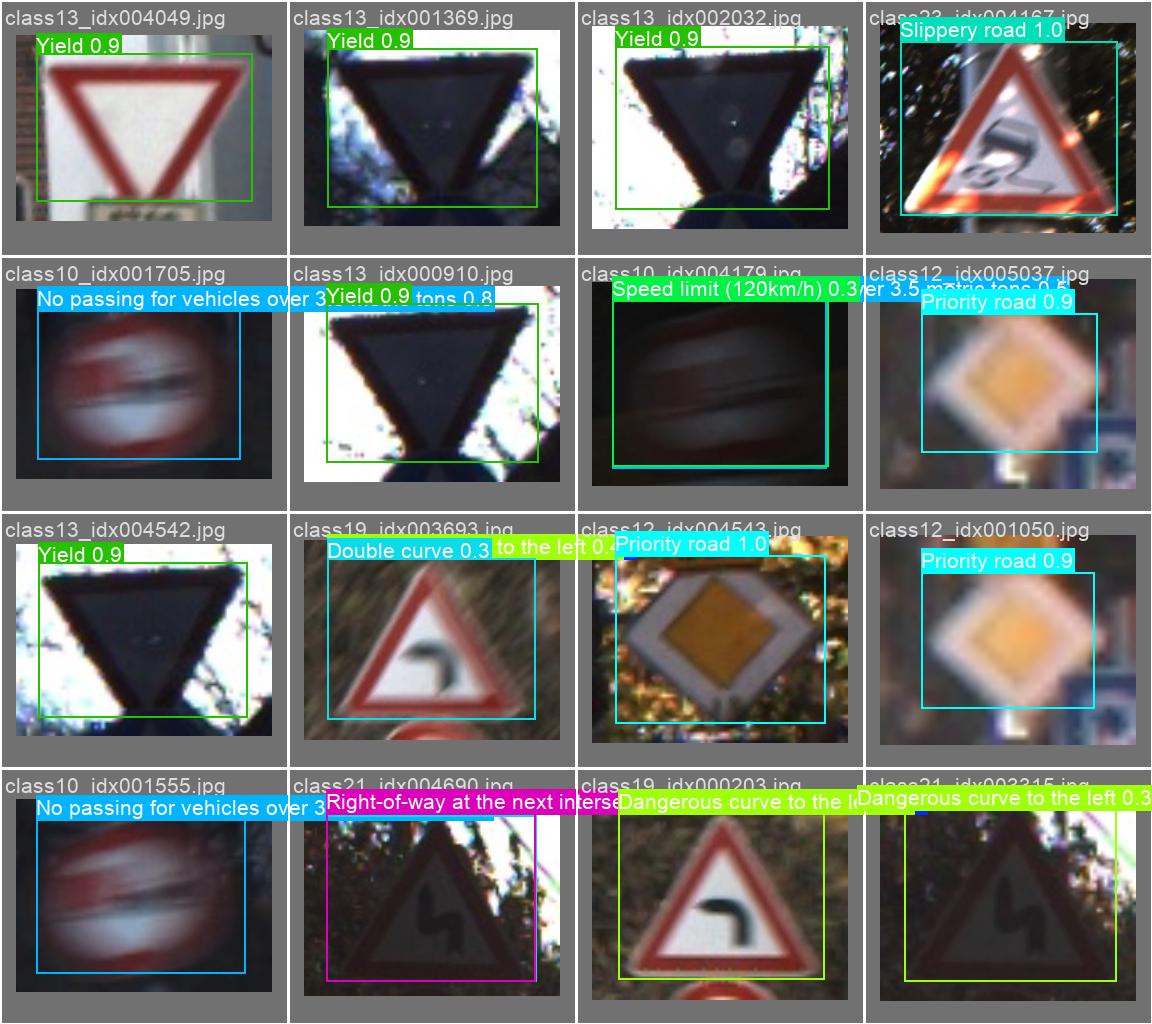 class13_idx004049.jpg
Yield 0.9
class13_idx001369.jpg
Yield 0.9
class13_idx002032.jpg
Yield 0.9
class23_idx004167.jpg
Slippery road 1.0
class10_idx001705.jpg
No passing for vehicles over 3
tons 0.8
class13_idx000910.jpg
Yield 0.9
class10_idx004179.jpg
Speed limit (120km/h) 0.3
er 3.5 metric tons 0.6
class12_idx005037.jpg
Priority road 0.9
class13_idx004542.jpg
Yield 0.9
class19_idx003693.jpg
Double curve 0.3
to the left 0.4
class12_idx004543.jpg
Priority road 1.0
class12_idx001050.jpg
Priority road 0.9
class10_idx001555.jpg
No passing for vehicles over 3
class21_idx004690.jpg
Right-of-way at the next interse
class19_idx000203.jpg
Dangerous curve to the le
class21_idx003315.jpg
Dangerous curve to the left 0.3